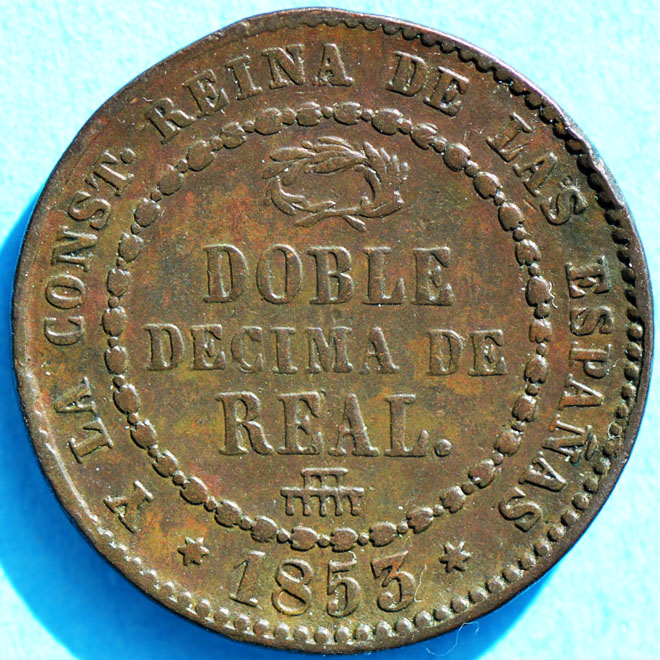 Y LA CONST. REINA DE LAS ESPAÑAS
DOBLE
DECIMA DE
REAL.
* 1853 *